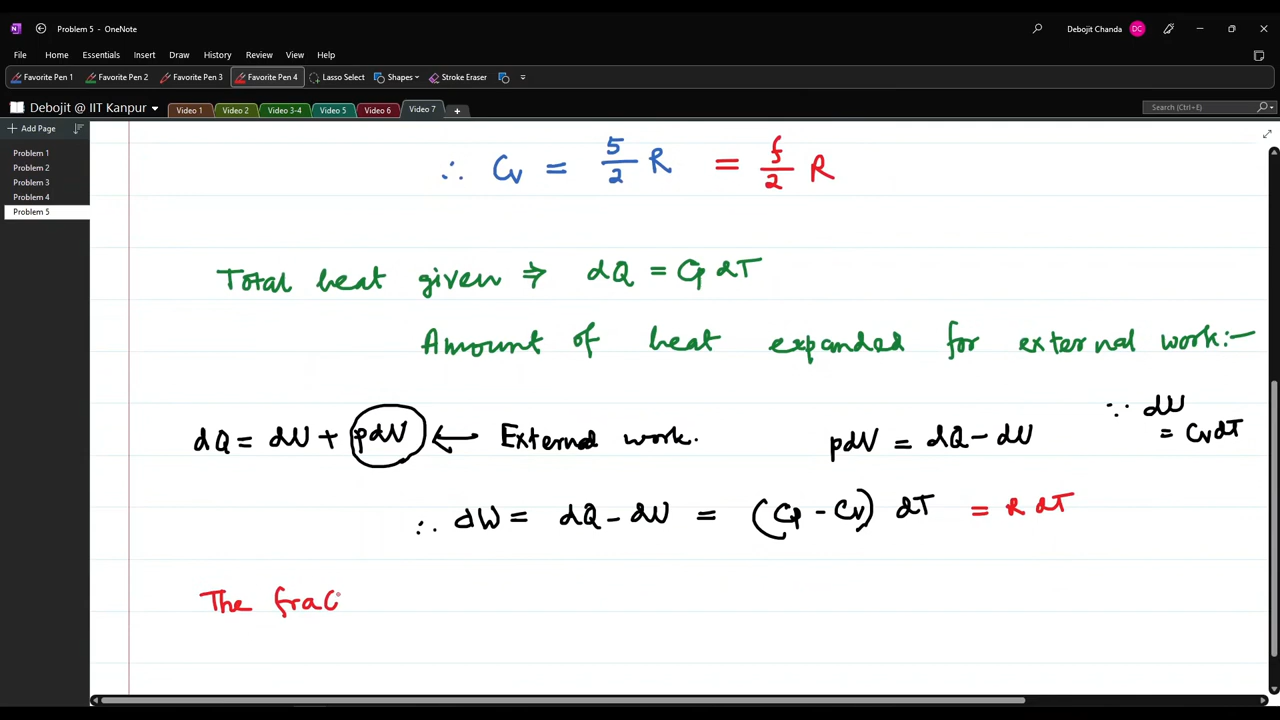 Problem 5 - OneNote
Debojit Chanda DC
File Home Essentials Insert Draw History Review View Help
Favorite Pen 1 Favorite Pen 2 Favorite Pen 3 Favorite Pen 4 Lasso Select Shapes Stroke Eraser
Debojit @ IIT Kanpur Video 1 Video 2 Video 3-4 Video 5 Video 6 Video 7 +
Search (Ctrl+E)
Add Page
Problem 1
Problem 2
Problem 3
Problem 4
Problem 5
∴ Cv = 5/2 R = f/2 R
Total heat given ⇒ dQ = Cp dT
Amount of heat expanded for external work:-
dQ = dU + pdV ← External work. pdV = dQ - dU ∵ dU = CvdT
∴ dW = dQ - dU = (Cp - Cv) dT = R dT
The frac